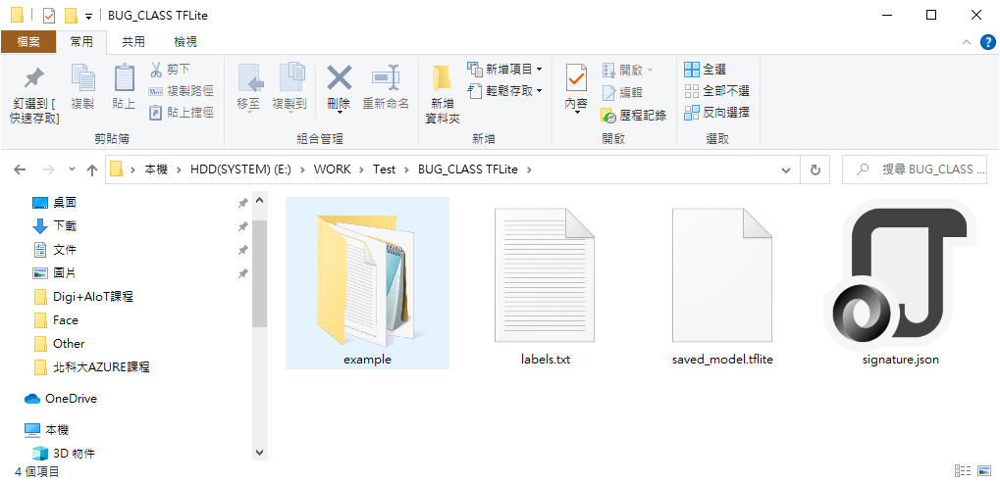 BUG_CLASS TFLite
檔案 常用 共用 檢視
釘選到 [
快速存取]
複製
貼上
剪下
複製路徑
貼上捷徑
剪貼簿
移至
複製到
刪除
重新命名
組合管理
新增
資料夾
新增項目
輕鬆存取
新增
內容
開啟
編輯
歷程記錄
開啟
全選
全部不選
反向選擇
選取
本機 > HDD(SYSTEM) (E:) > WORK > Test > BUG_CLASS TFLite >
搜尋 BUG_CLASS ...
桌面
下載
文件
圖片
Digi+AIoT課程
Face
Other
北科大AZURE課程
OneDrive
本機
3D 物件
example
labels.txt
saved_model.tflite
signature.json
4 個項目